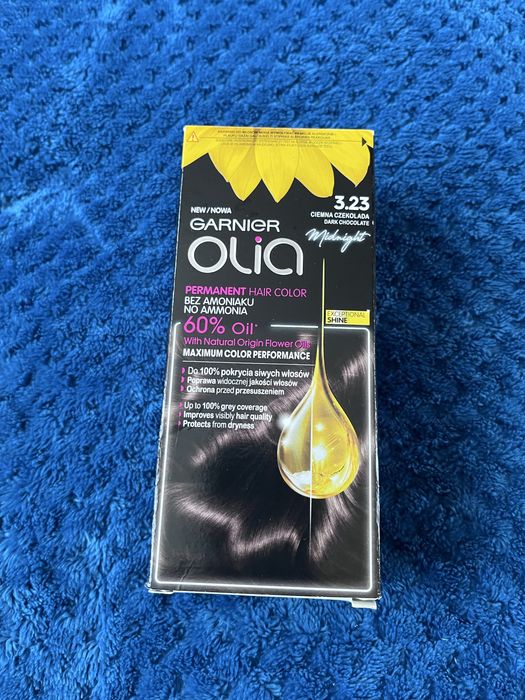 3.23
CIEMNA CZEKOLADA
DARK CHOCOLATE
Midnight
NEW/NOWA
GARNIER
OLIA
PERMANENT HAIR COLOR
BEZ AMONIAKU
NO AMMONIA
60% Oil*
With Natural Origin Flower Oils
MAXIMUM COLOR PERFORMANCE
EXCEPTIONAL
SHINE
• Do 100% pokrycia siwych włosów
• Poprawa widocznej jakości włosów
• Ochrona przed przesuszeniem
• Up to 100% grey coverage
• Improves visibly hair quality
• Protects from dryness